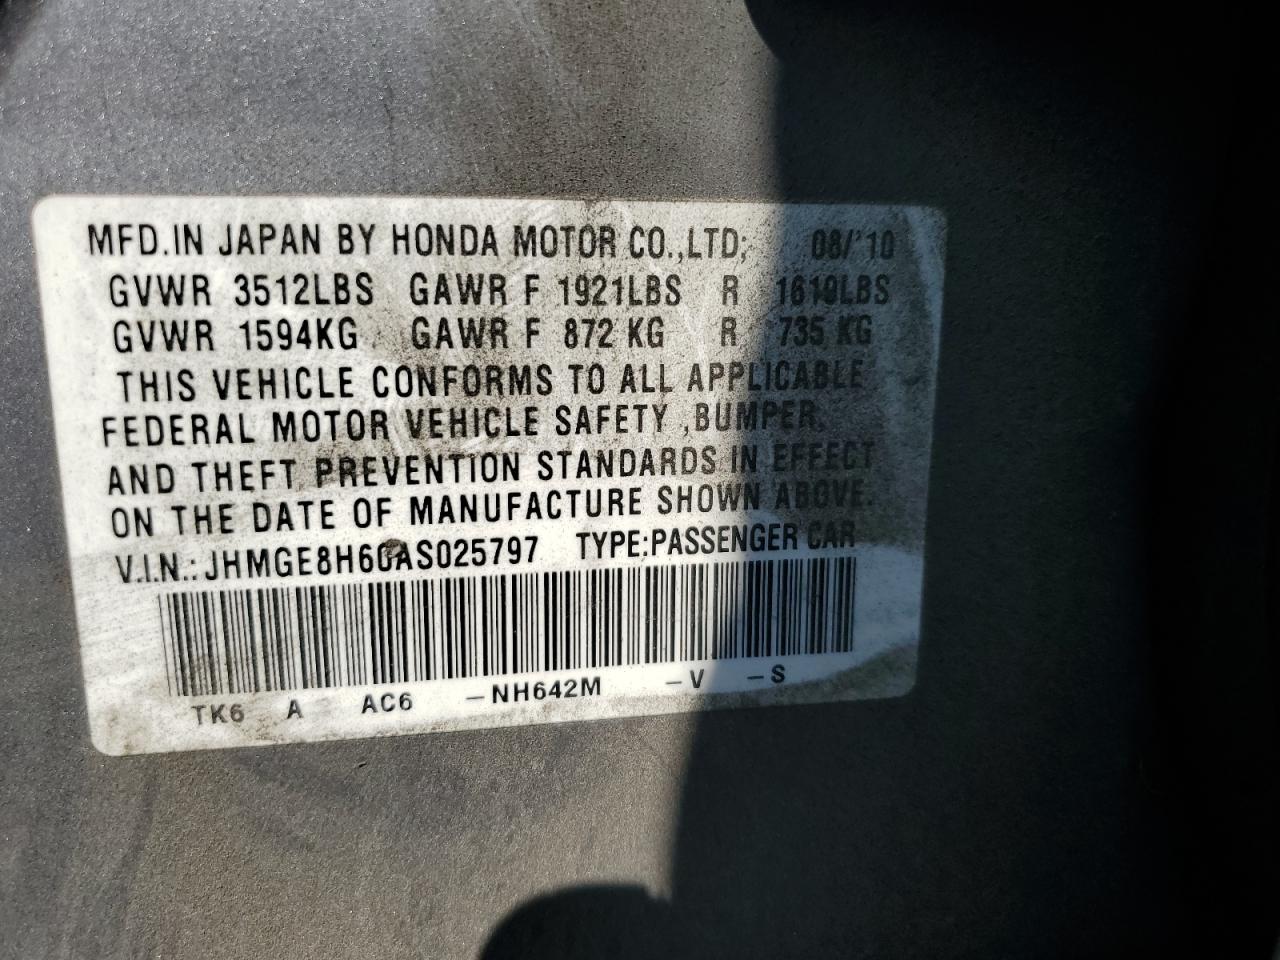 MFD.IN JAPAN BY HONDA MOTOR CO.,LTD; 08/'10
GVWR 3512LBS GAWR F 1921LBS R 1619LBS
GVWR 1594KG GAWR F 872 KG R 735 KG
THIS VEHICLE CONFORMS TO ALL APPLICABLE
FEDERAL MOTOR VEHICLE SAFETY ,BUMPER,
AND THEFT PREVENTION STANDARDS IN EFFECT
ON THE DATE OF MANUFACTURE SHOWN ABOVE.
V.I.N.: JHMGE8H60AS025797 TYPE:PASSENGER CAR
TK6 A AC6 –NH642M –V –S